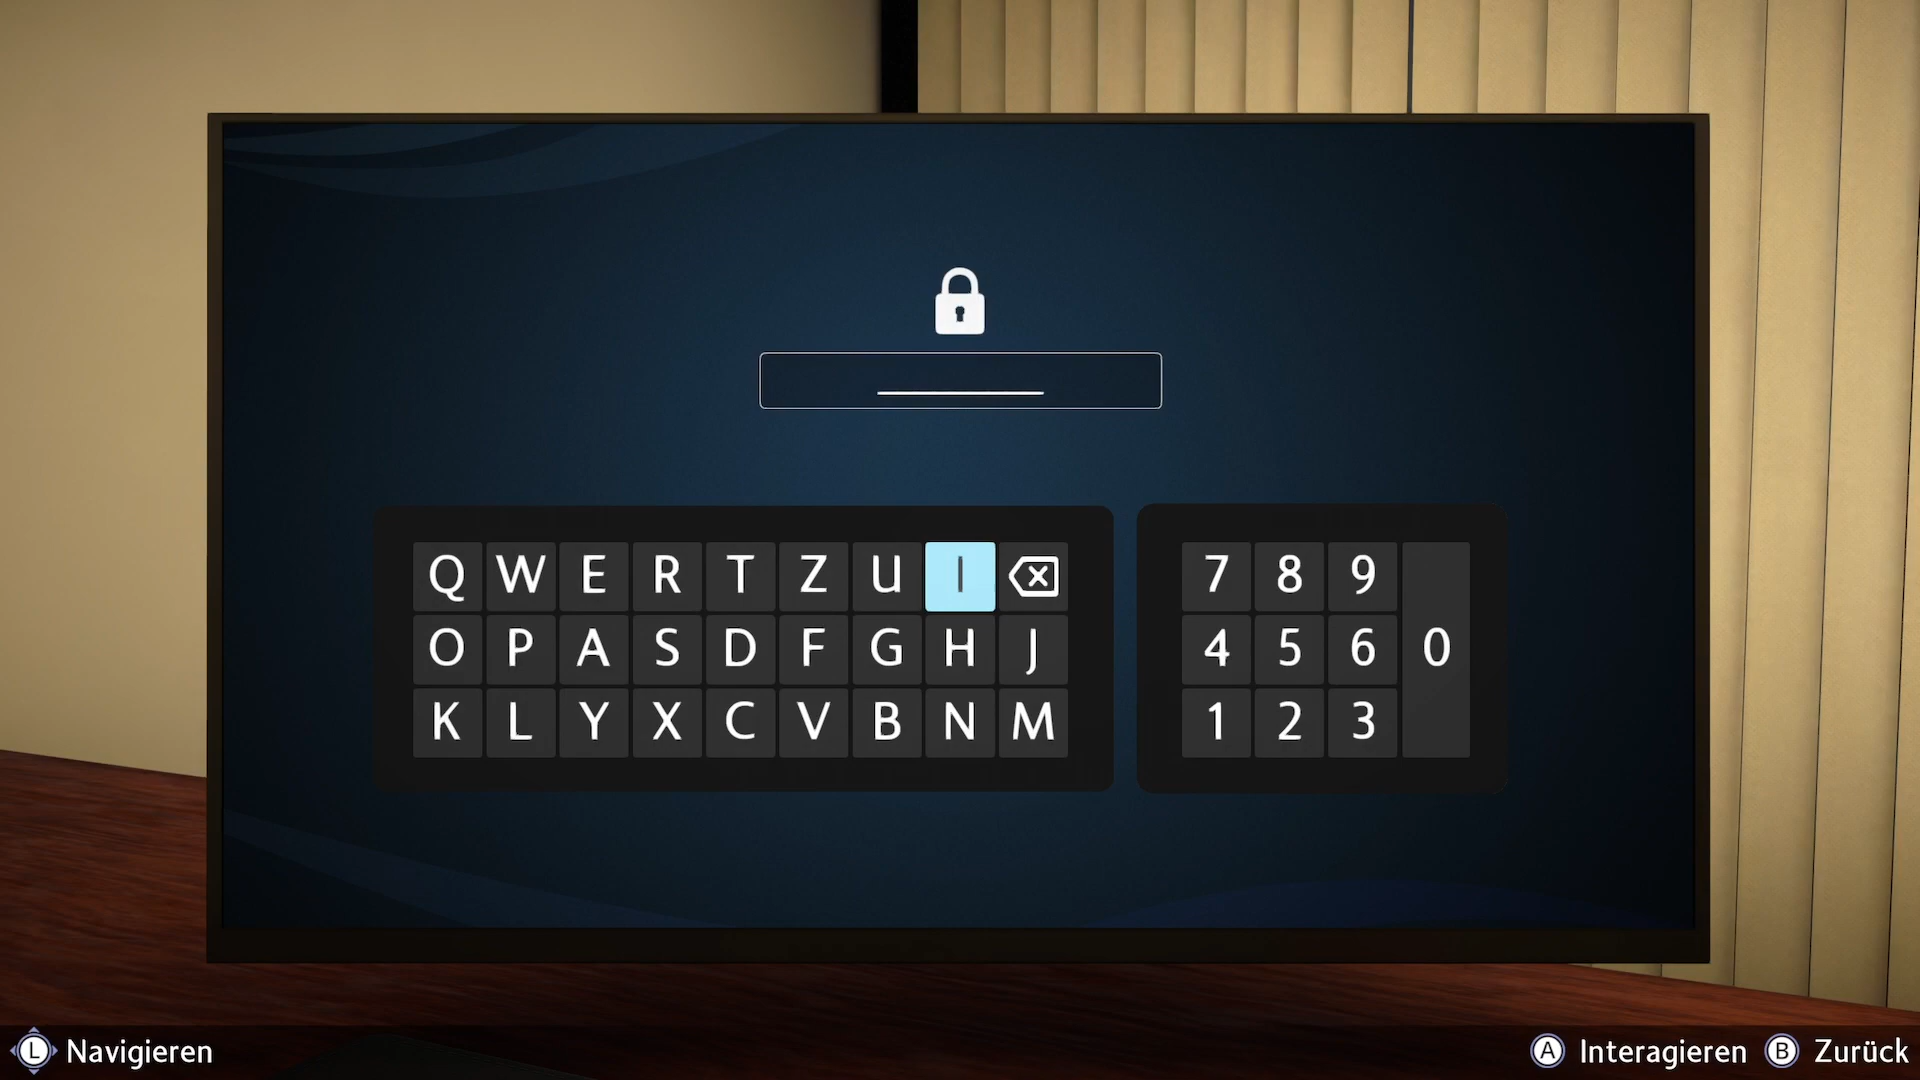 Q W E R T Z U I
O P A S D F G H J
K L Y X C V B N M
7 8 9
4 5 6 0
1 2 3
L Navigieren
A Interagieren B Zurück